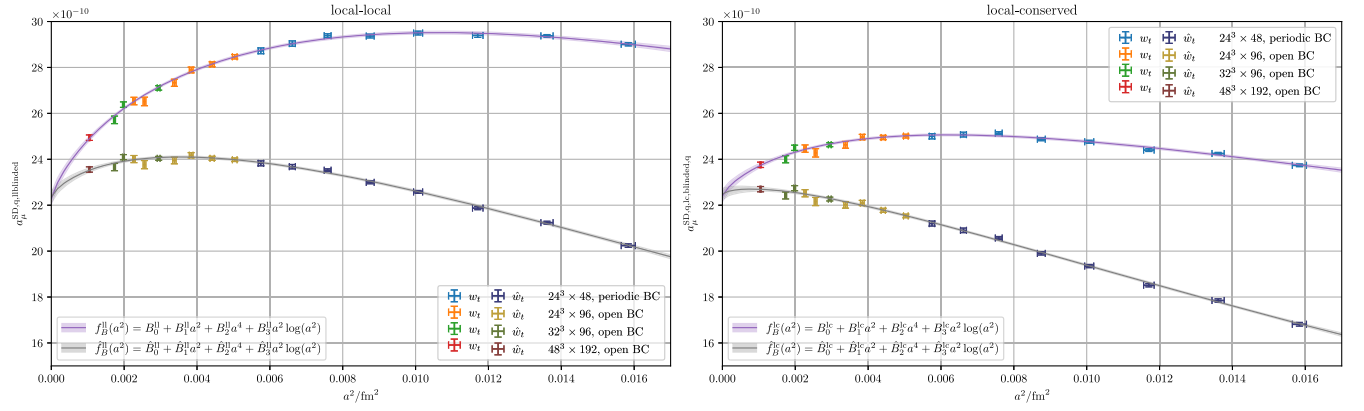 local-local
×10⁻¹⁰
30
28
26
24
22
20
18
16
a_μ^{SD,q,llblinded}
w_t ŵ_t 24³ × 48, periodic BC
w_t ŵ_t 24³ × 96, open BC
w_t ŵ_t 32³ × 96, open BC
w_t ŵ_t 48³ × 192, open BC
f_B^{ll}(a²) = B_0^{ll} + B_1^{ll}a² + B_2^{ll}a⁴ + B_3^{ll}a² log(a²)
f̂_B^{ll}(a²) = B̂_0^{ll} + B̂_1^{ll}a² + B̂_2^{ll}a⁴ + B̂_3^{ll}a² log(a²)
0.000 0.002 0.004 0.006 0.008 0.010 0.012 0.014 0.016
a²/fm²
local-conserved
×10⁻¹⁰
30
28
26
24
22
20
18
16
a_μ^{SD,q,lc,blinded,q}
w_t ŵ_t 24³ × 48, periodic BC
w_t ŵ_t 24³ × 96, open BC
w_t ŵ_t 32³ × 96, open BC
w_t ŵ_t 48³ × 192, open BC
f_B^{lc}(a²) = B_0^{lc} + B_1^{lc}a² + B_2^{lc}a⁴ + B_3^{lc}a² log(a²)
f̂_B^{lc}(a²) = B̂_0^{lc} + B̂_1^{lc}a² + B̂_2^{lc}a⁴ + B̂_3^{lc}a² log(a²)
0.000 0.002 0.004 0.006 0.008 0.010 0.012 0.014 0.016
a²/fm²